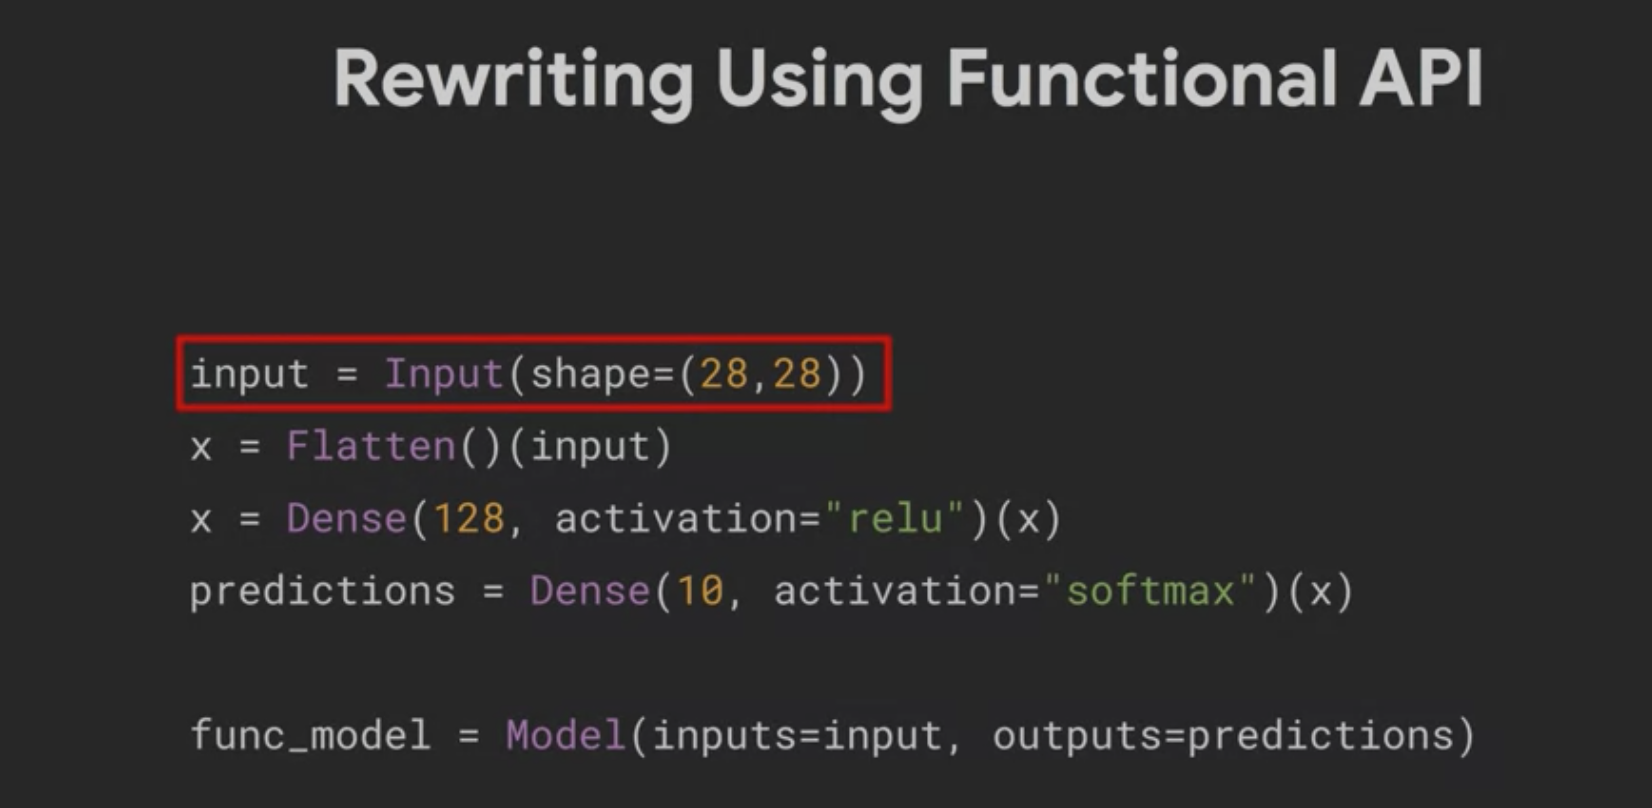 Rewriting Using Functional API
input = Input(shape=(28,28))
x = Flatten()(input)
x = Dense(128, activation="relu")(x)
predictions = Dense(10, activation="softmax")(x)
func_model = Model(inputs=input, outputs=predictions)